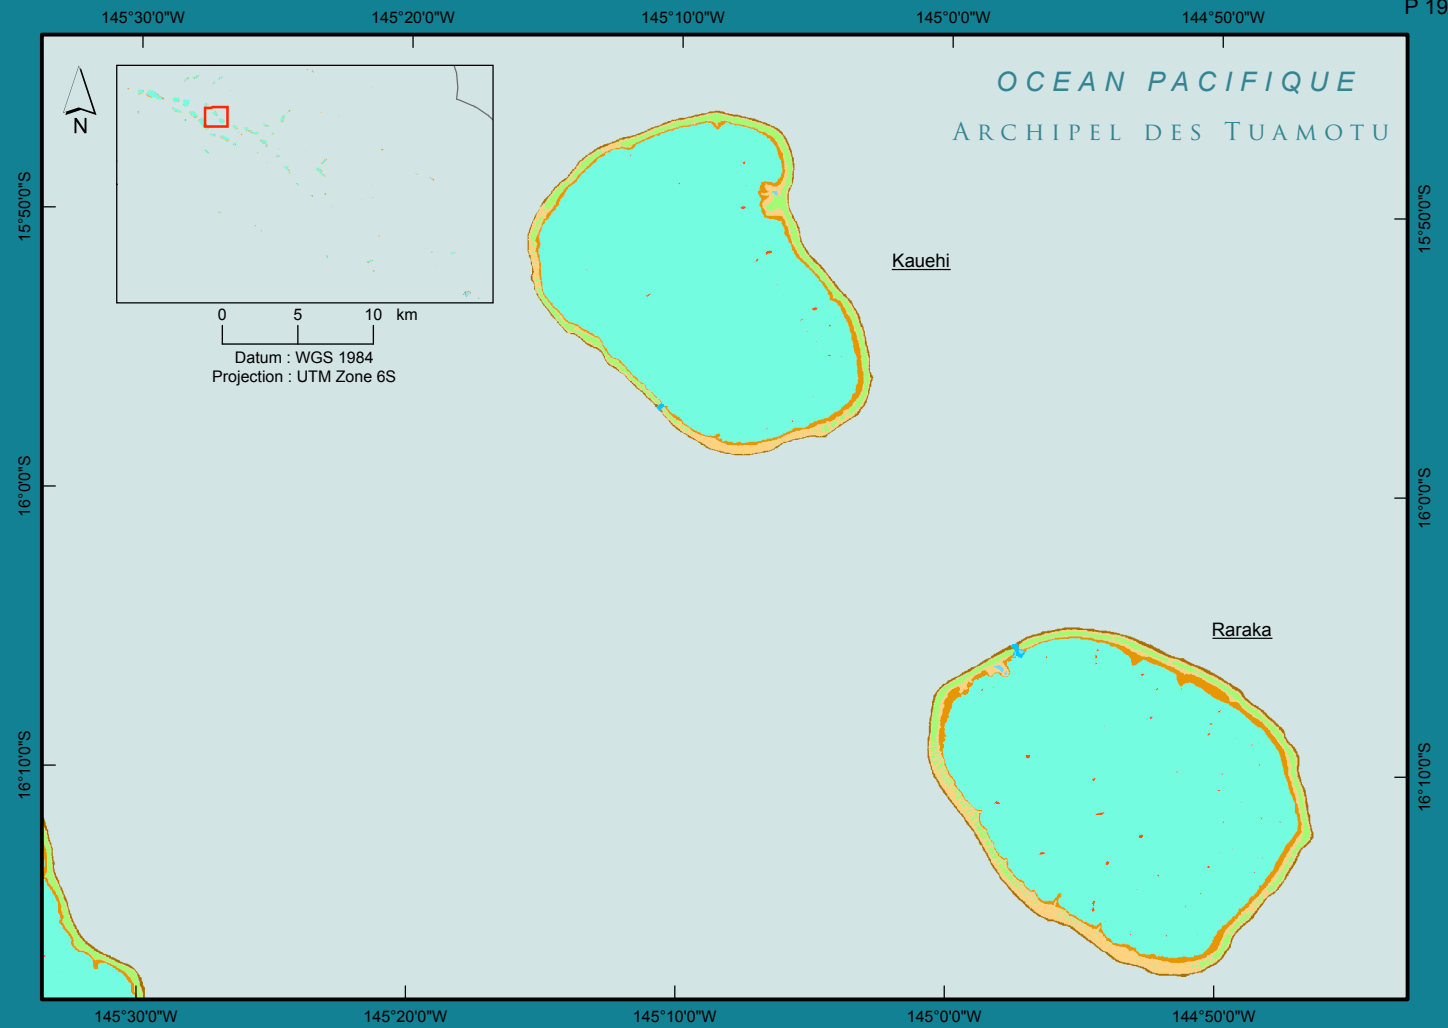 P 19
145°30'0"W 145°20'0"W 145°10'0"W 145°0'0"W 144°50'0"W
OCEAN PACIFIQUE
ARCHIPEL DES TUAMOTU
N
15°50'0"S
15°50'0"S
Kauehi
0 5 10 km
Datum : WGS 1984
Projection : UTM Zone 6S
16°0'0"S
16°0'0"S
Raraka
16°10'0"S
16°10'0"S
145°30'0"W 145°20'0"W 145°10'0"W 145°0'0"W 144°50'0"W